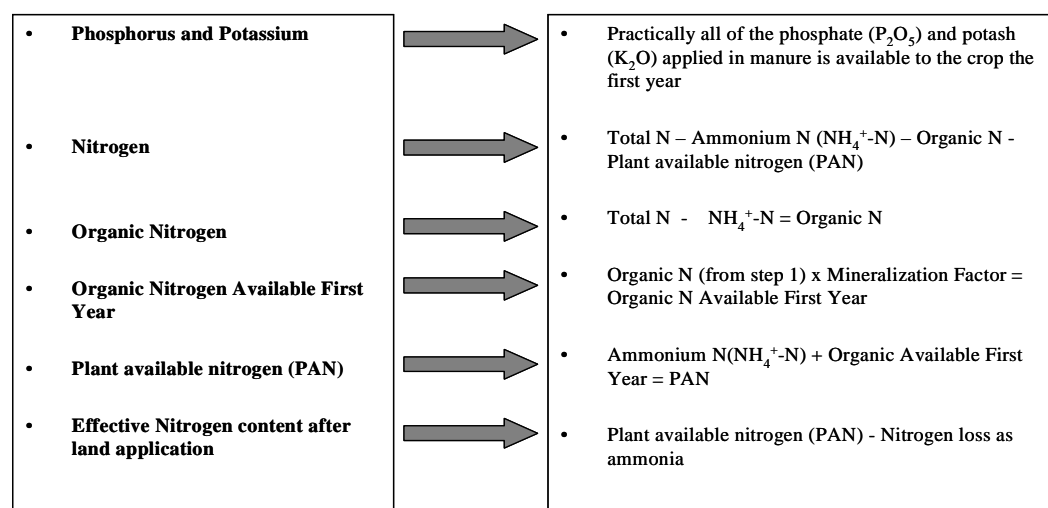 • Phosphorus and Potassium
• Practically all of the phosphate (P₂O₅) and potash
(K₂O) applied in manure is available to the crop the
first year
• Nitrogen
• Total N – Ammonium N (NH₄⁺-N) – Organic N -
Plant available nitrogen (PAN)
• Organic Nitrogen
• Total N - NH₄⁺-N = Organic N
• Organic Nitrogen Available First
Year
• Organic N (from step 1) x Mineralization Factor =
Organic N Available First Year
• Plant available nitrogen (PAN)
• Ammonium N(NH₄⁺-N) + Organic Available First
Year = PAN
• Effective Nitrogen content after
land application
• Plant available nitrogen (PAN) - Nitrogen loss as
ammonia